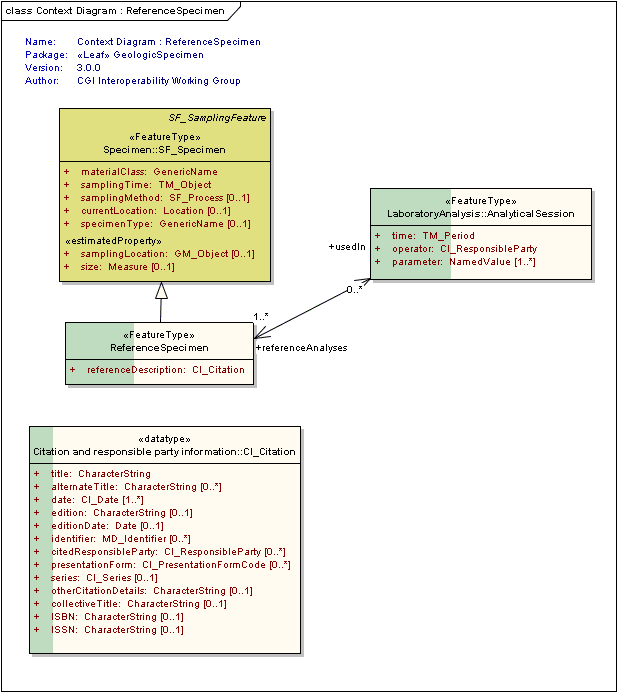 class Context Diagram : ReferenceSpecimen
Name: Context Diagram : ReferenceSpecimen
Package: «Leaf» GeologicSpecimen
Version: 3.0.0
Author: CGI Interoperability Working Group
SF_SamplingFeature
«FeatureType»
Specimen::SF_Specimen
+ materialClass: GenericName
+ samplingTime: TM_Object
+ samplingMethod: SF_Process [0..1]
+ currentLocation: Location [0..1]
+ specimenType: GenericName [0..1]
«estimatedProperty»
+ samplingLocation: GM_Object [0..1]
+ size: Measure [0..1]
«FeatureType»
LaboratoryAnalysis::AnalyticalSession
+ time: TM_Period
+ operator: CI_ResponsibleParty
+ parameter: NamedValue [1..*]
+usedIn
0..*
1..*
+referenceAnalyses
«FeatureType»
ReferenceSpecimen
+ referenceDescription: CI_Citation
«datatype»
Citation and responsible party information::CI_Citation
+ title: CharacterString
+ alternateTitle: CharacterString [0..*]
+ date: CI_Date [1..*]
+ edition: CharacterString [0..1]
+ editionDate: Date [0..1]
+ identifier: MD_Identifier [0..*]
+ citedResponsibleParty: CI_ResponsibleParty [0..*]
+ presentationForm: CI_PresentationFormCode [0..*]
+ series: CI_Series [0..1]
+ otherCitationDetails: CharacterString [0..1]
+ collectiveTitle: CharacterString [0..1]
+ ISBN: CharacterString [0..1]
+ ISSN: CharacterString [0..1]